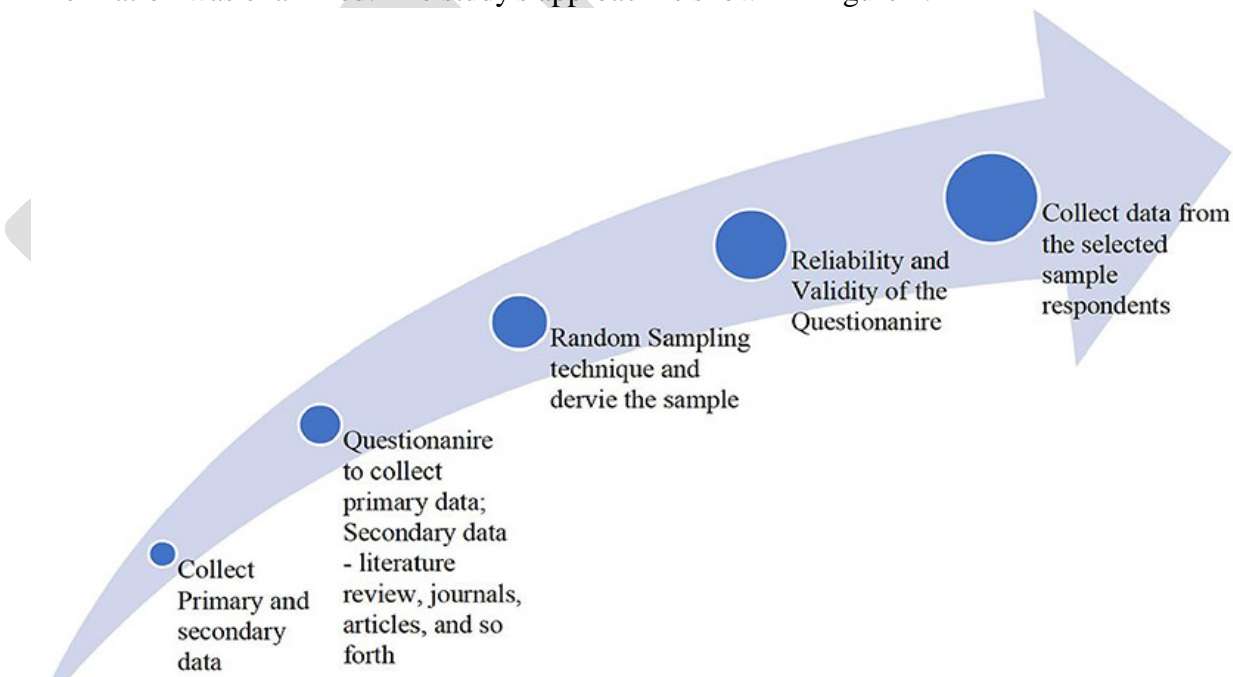 Collect
Primary and
secondary
data
Questionanire
to collect
primary data;
Secondary data
- literature
review, journals,
articles, and so
forth
Random Sampling
technique and
dervie the sample
Reliability and
Validity of the
Questionanire
Collect data from
the selected
sample
respondents